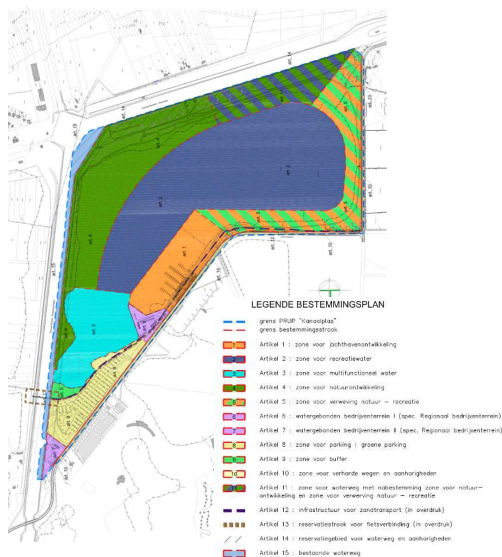 LEGENDE BESTEMMINGSPLAN
grens PRUP "Kanaalplas"
grens bestemmingsstrook
Artikel 1 : zone voor jachthavenontwikkeling
Artikel 2 : zone voor recreatiewater
Artikel 3 : zone voor multifunctioneel water
Artikel 4 : zone voor natuurontwikkeling
Artikel 5 : zone voor verweving natuur – recreatie
Artikel 6 : watergebonden bedrijventerrein I (spec. Regionaal bedrijventerrein)
Artikel 7 : watergebonden bedrijventerrein II (spec. Regionaal bedrijventerrein)
Artikel 8 : zone voor parking : groene parking
Artikel 9 : zone voor buffer
Artikel 10 : zone voor verharde wegen en aanhorigheden
Artikel 11 : zone voor waterweg met nabestemming zone voor natuur–
ontwikkeling en zone voor verwerving natuur – recreatie
Artikel 12 : infrastructuur voor zandtransport (in overdruk)
Artikel 13 : reservatiestrook voor fietsverbinding (in overdruk)
Artikel 14 : reservatiegebied voor waterweg en aanhorigheden
Artikel 15 : bestaande waterweg